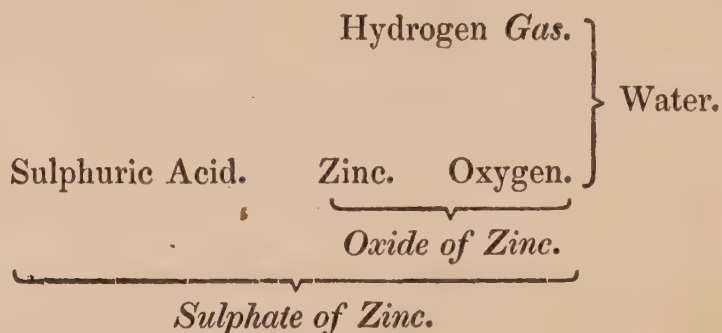 Hydrogen Gas.
Water.
Sulphuric Acid. Zinc. Oxygen.
Oxide of Zinc.
Sulphate of Zinc.